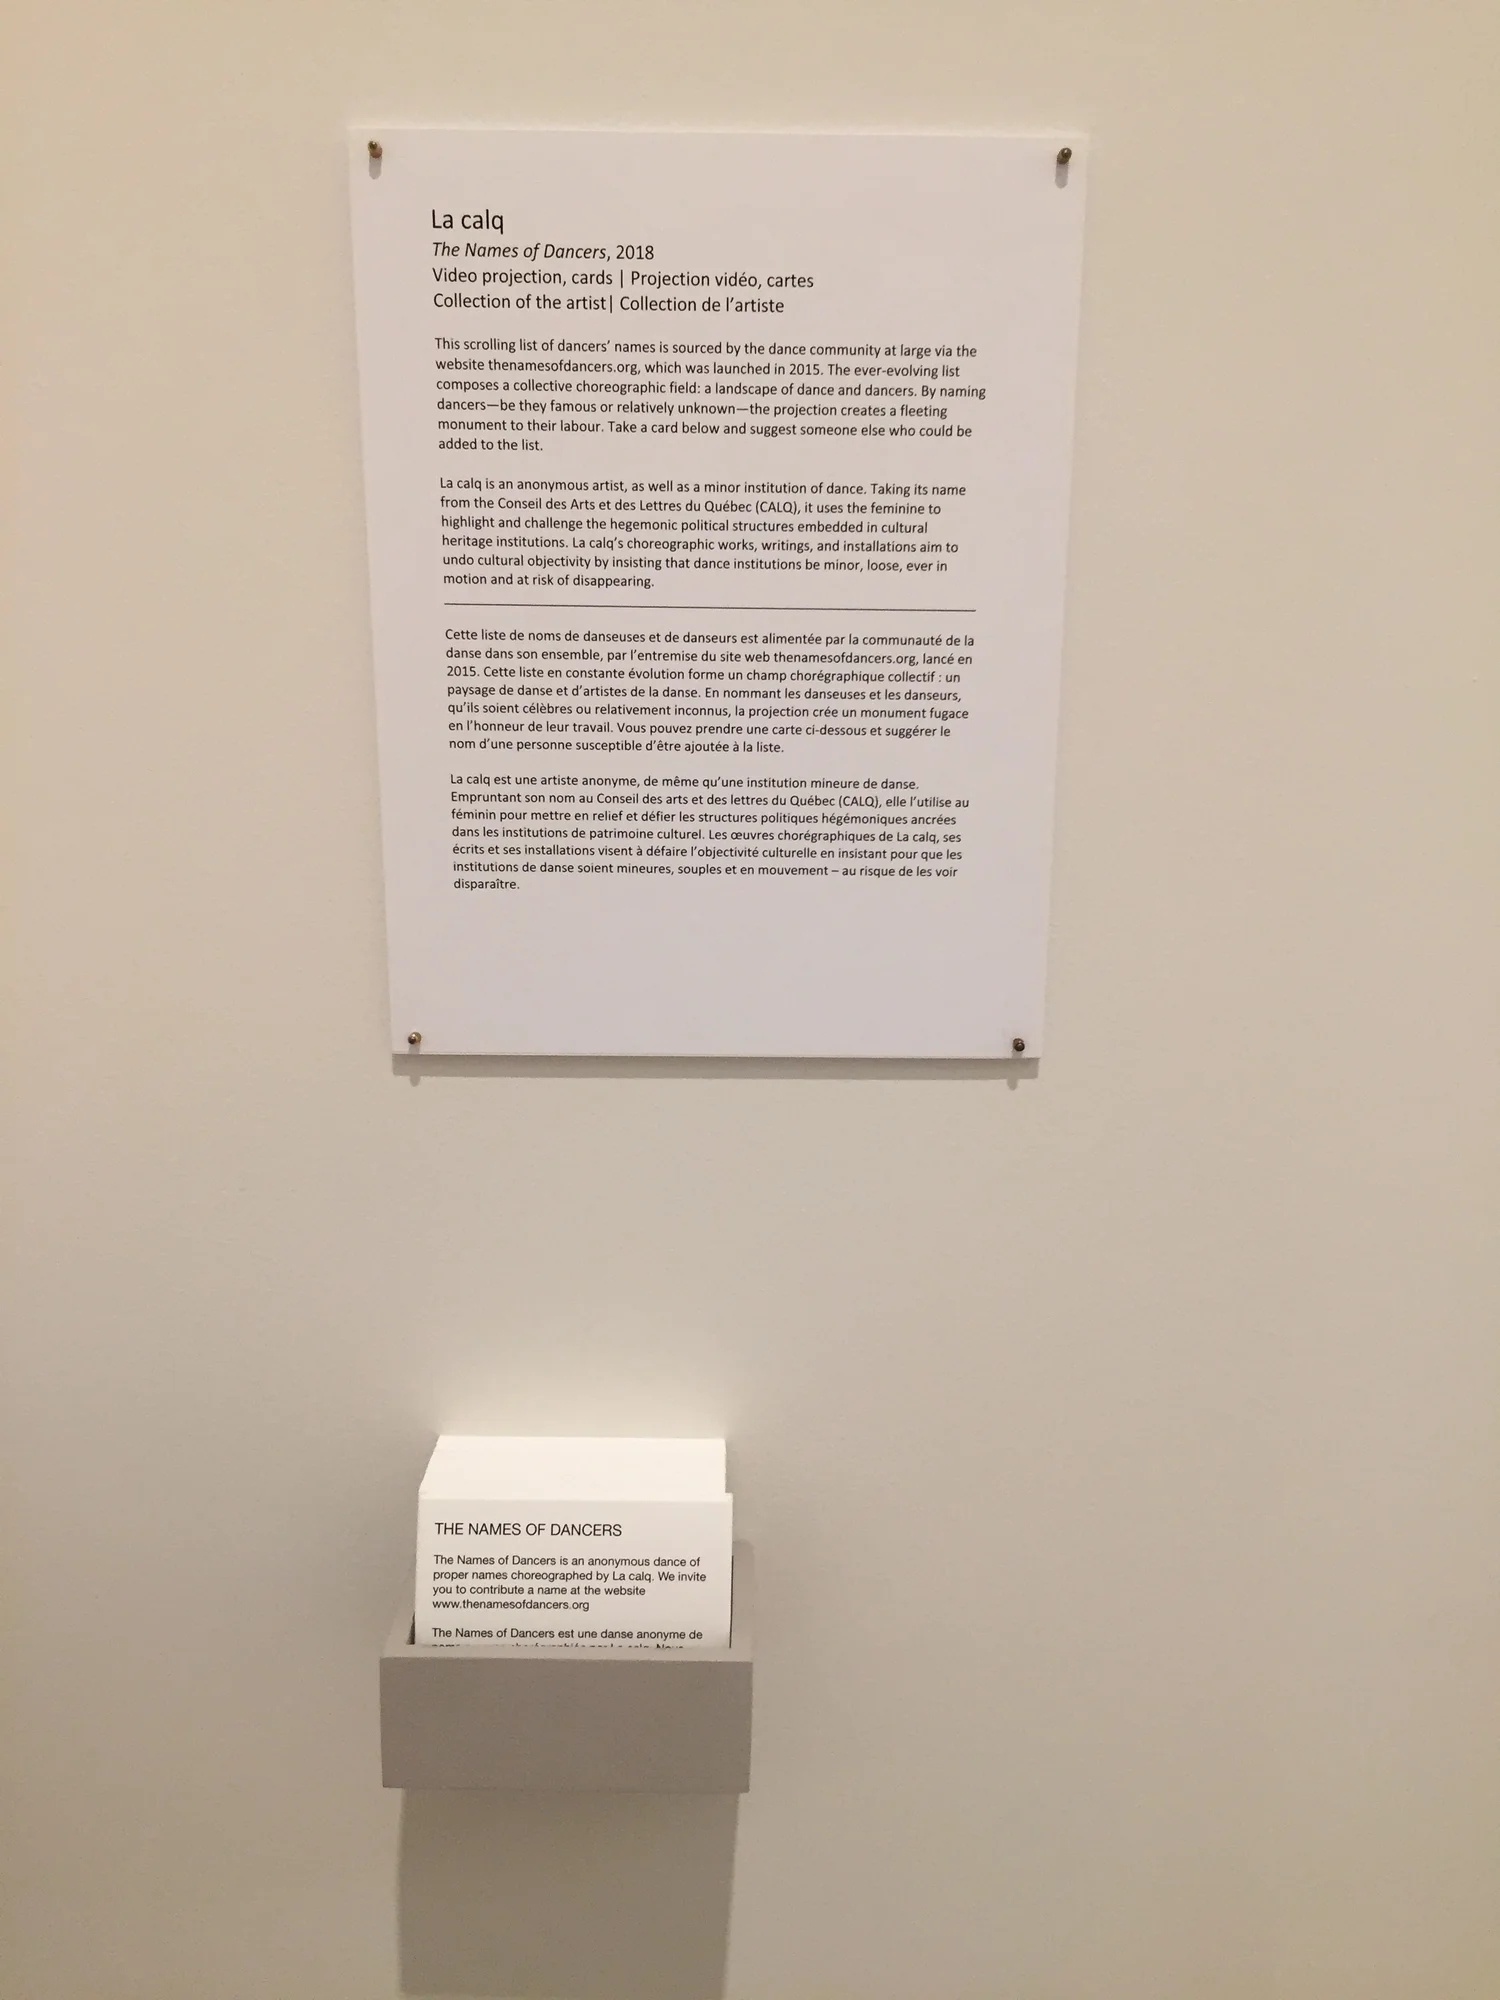 La calq
The Names of Dancers, 2018
Video projection, cards | Projection vidéo, cartes
Collection of the artist| Collection de l'artiste
This scrolling list of dancers' names is sourced by the dance community at large via the
website thenamesofdancers.org, which was launched in 2015. The ever-evolving list
composes a collective choreographic field: a landscape of dance and dancers. By naming
dancers—be they famous or relatively unknown—the projection creates a fleeting
monument to their labour. Take a card below and suggest someone else who could be
added to the list.
La calq is an anonymous artist, as well as a minor institution of dance. Taking its name
from the Conseil des Arts et des Lettres du Québec (CALQ), it uses the feminine to
highlight and challenge the hegemonic political structures embedded in cultural
heritage institutions. La calq's choreographic works, writings, and installations aim to
undo cultural objectivity by insisting that dance institutions be minor, loose, ever in
motion and at risk of disappearing.
Cette liste de noms de danseuses et de danseurs est alimentée par la communauté de la
danse dans son ensemble, par l'entremise du site web thenamesofdancers.org, lancé en
2015. Cette liste en constante évolution forme un champ chorégraphique collectif : un
paysage de danse et d'artistes de la danse. En nommant les danseuses et les danseurs,
qu'ils soient célèbres ou relativement inconnus, la projection crée un monument fugace
en l'honneur de leur travail. Vous pouvez prendre une carte ci-dessous et suggérer le
nom d'une personne susceptible d'être ajoutée à la liste.
La calq est une artiste anonyme, de même qu'une institution mineure de danse.
Empruntant son nom au Conseil des arts et des lettres du Québec (CALQ), elle l'utilise au
féminin pour mettre en relief et défier les structures politiques hégémoniques ancrées
dans les institutions de patrimoine culturel. Les œuvres chorégraphiques de La calq, ses
écrits et ses installations visent à défaire l'objectivité culturelle en insistant pour que les
institutions de danse soient mineures, souples et en mouvement – au risque de les voir
disparaître.
THE NAMES OF DANCERS
The Names of Dancers is an anonymous dance of
proper names choreographed by La calq. We invite
you to contribute a name at the website
www.thenamesofdancers.org
The Names of Dancers est une danse anonyme de